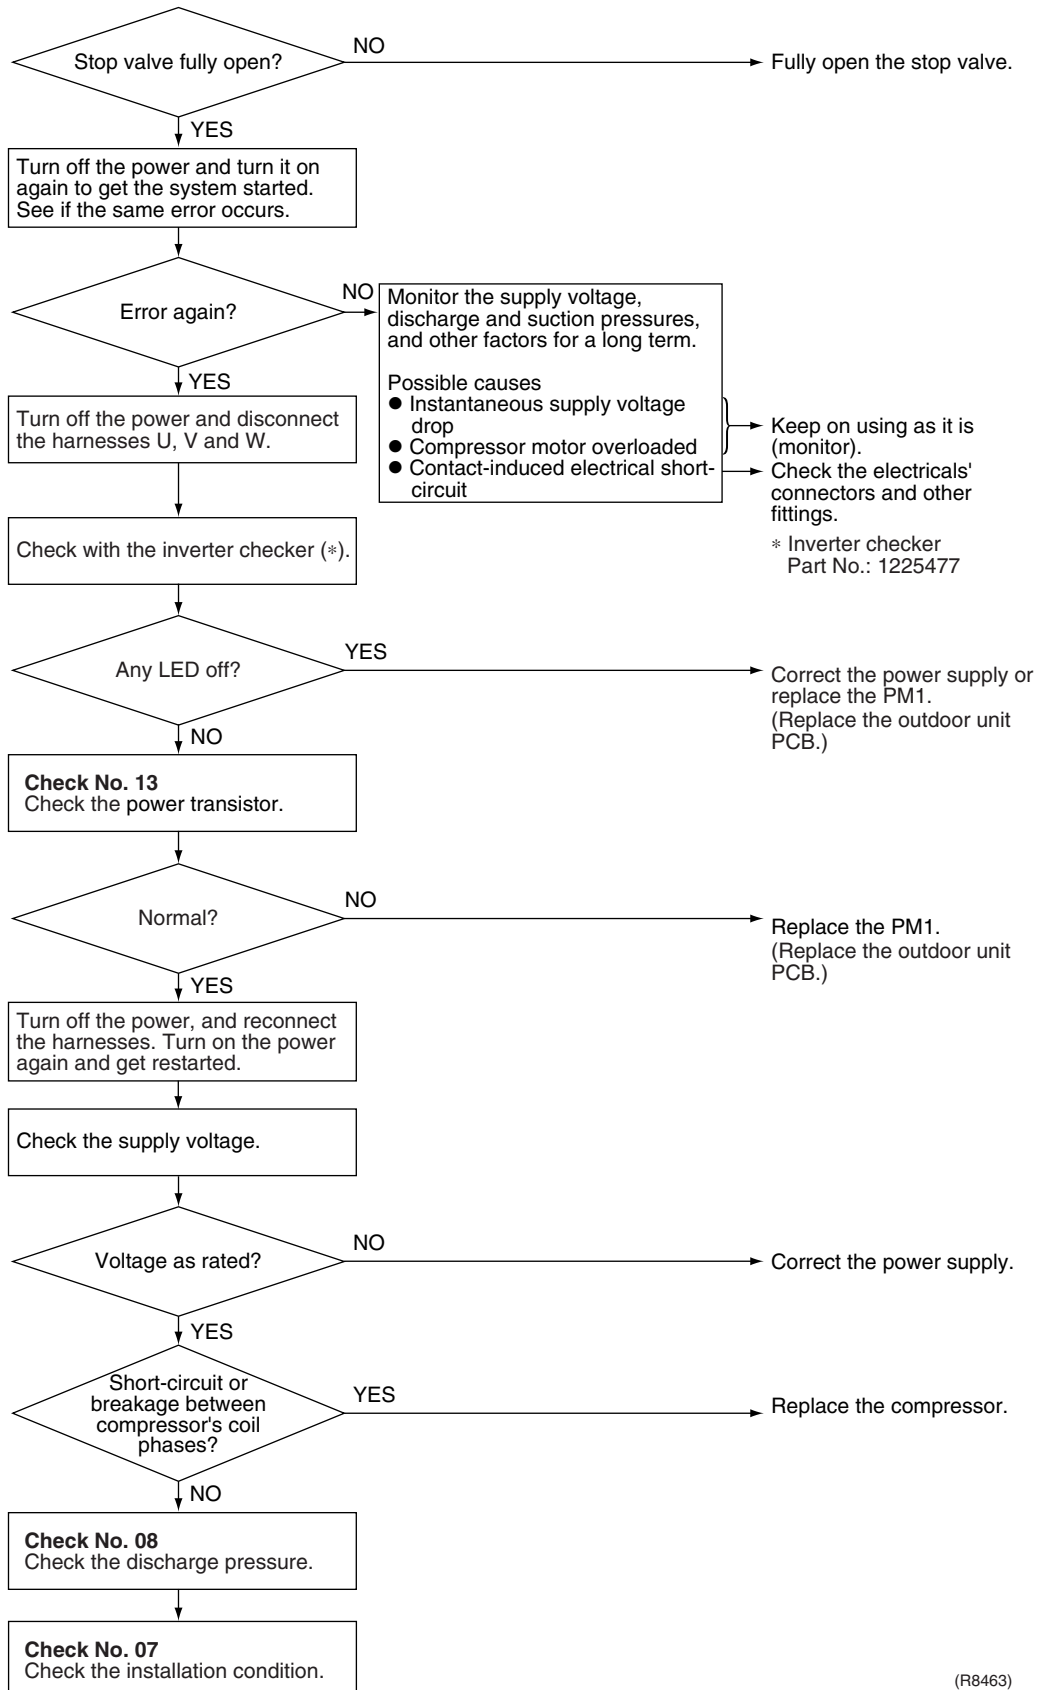 Stop valve fully open?
NO
Fully open the stop valve.
YES
Turn off the power and turn it on
again to get the system started.
See if the same error occurs.
Error again?
NO
Monitor the supply voltage,
discharge and suction pressures,
and other factors for a long term.
Possible causes
● Instantaneous supply voltage
drop
● Compressor motor overloaded
● Contact-induced electrical short-
circuit
Keep on using as it is
(monitor).
Check the electricals'
connectors and other
fittings.
* Inverter checker
Part No.: 1225477
YES
Turn off the power and disconnect
the harnesses U, V and W.
Check with the inverter checker (*).
Any LED off?
YES
Correct the power supply or
replace the PM1.
(Replace the outdoor unit
PCB.)
NO
Check No. 13
Check the power transistor.
Normal?
NO
Replace the PM1.
(Replace the outdoor unit
PCB.)
YES
Turn off the power, and reconnect
the harnesses. Turn on the power
again and get restarted.
Check the supply voltage.
Voltage as rated?
NO
Correct the power supply.
YES
Short-circuit or
breakage between
compressor's coil
phases?
YES
Replace the compressor.
NO
Check No. 08
Check the discharge pressure.
Check No. 07
Check the installation condition.
(R8463)